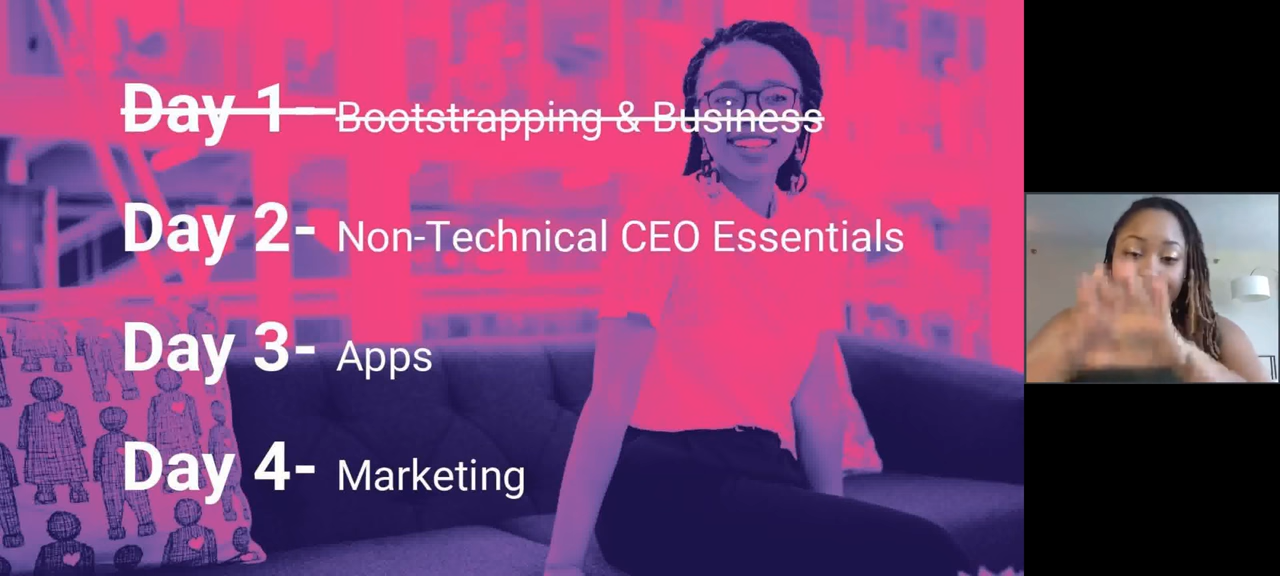 Day 1- Bootstrapping & Business
Day 2- Non-Technical CEO Essentials
Day 3- Apps
Day 4- Marketing